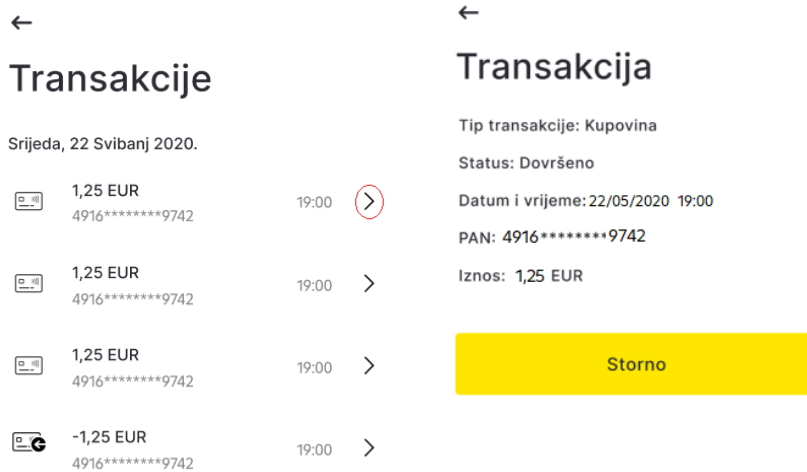 Transakcije
Srijeda, 22 Svibanj 2020.
1,25 EUR
4916********9742
19:00
1,25 EUR
4916********9742
19:00
1,25 EUR
4916********9742
19:00
-1,25 EUR
4916********9742
19:00
Transakcija
Tip transakcije: Kupovina
Status: Dovršeno
Datum i vrijeme: 22/05/2020 19:00
PAN: 4916********9742
Iznos: 1,25 EUR
Storno